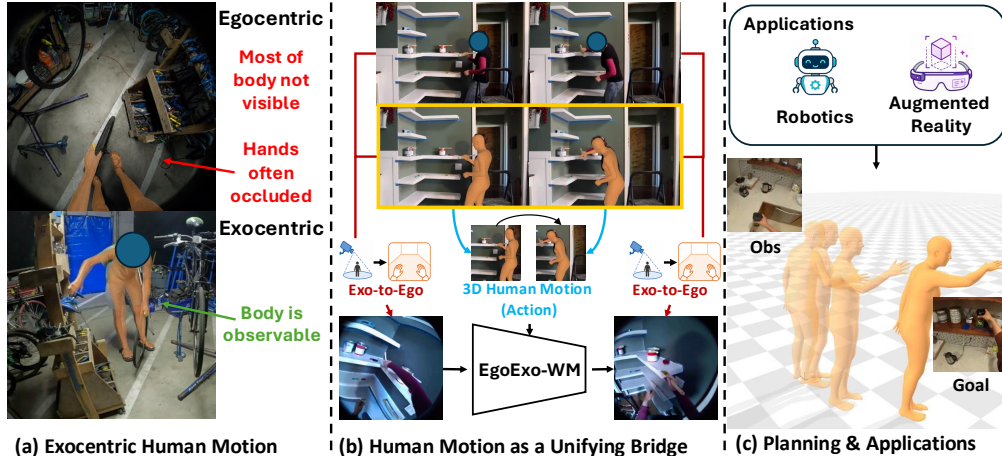 Egocentric
Most of
body not
visible
Hands
often
occluded
Exocentric
Body is
observable
(a) Exocentric Human Motion
Exo-to-Ego
3D Human Motion
(Action)
Exo-to-Ego
EgoExo-WM
(b) Human Motion as a Unifying Bridge
Applications
Robotics
Augmented
Reality
Obs
Goal
(c) Planning & Applications